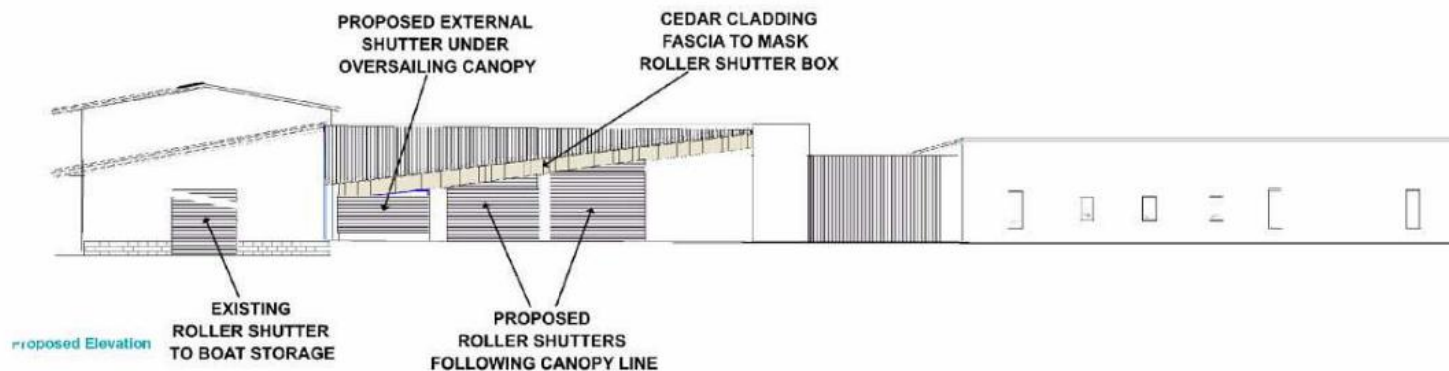 PROPOSED EXTERNAL
SHUTTER UNDER
OVERSAILING CANOPY
CEDAR CLADDING
FASCIA TO MASK
ROLLER SHUTTER BOX
EXISTING
ROLLER SHUTTER
TO BOAT STORAGE
PROPOSED
ROLLER SHUTTERS
FOLLOWING CANOPY LINE
Proposed Elevation